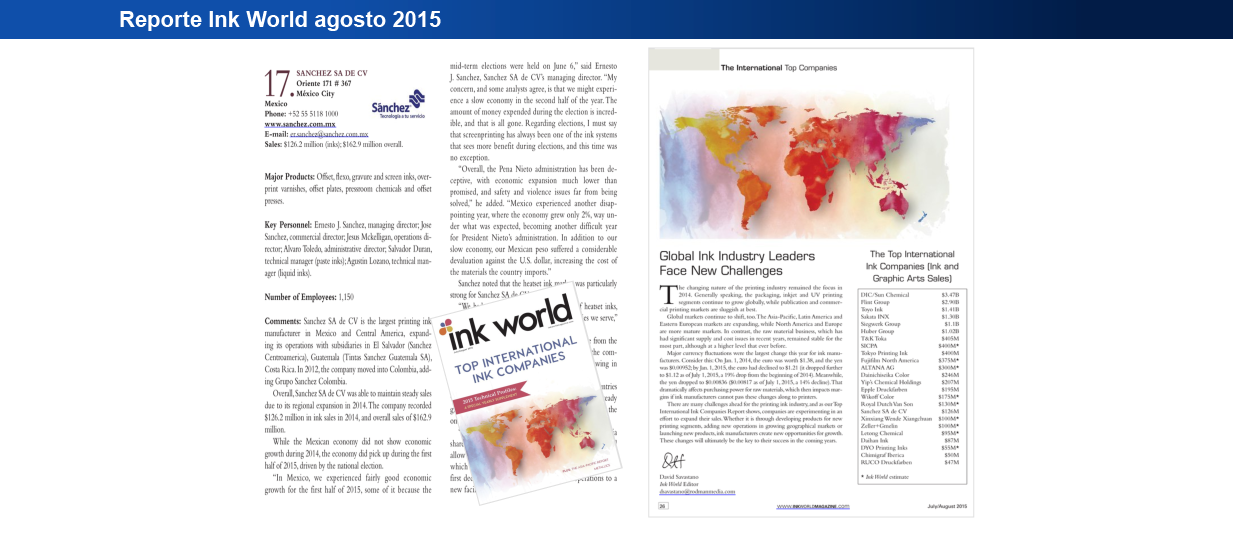 Reporte Ink World agosto 2015
17. SANCHEZ SA DE CV
Oriente 171 # 367
México City
Mexico
Phone: +52 55 5118 1000
www.sanchez.com.mx
E-mail: er.sanchez@sanchez.com.mx
Sales: $126.2 million (inks); $162.9 million overall.
Sánchez
Tecnología a tu servicio
Major Products: Offset, flexo, gravure and screen inks, over-
print varnishes, offset plates, pressroom chemicals and offset
presses.
Key Personnel: Ernesto J. Sanchez, managing director; Jose
Sanchez, commercial director; Jesus Mckelligan, operations di-
rector; Alvaro Toledo, administrative director; Salvador Duran,
technical manager (paste inks); Agustin Lozano, technical man-
ager (liquid inks).
Number of Employees: 1,150
Comments: Sanchez SA de CV is the largest printing ink
manufacturer in Mexico and Central America, expand-
ing its operations with subsidiaries in El Salvador (Sanchez
Centroamerica), Guatemala (Tintas Sanchez Guatemala SA),
Costa Rica. In 2012, the company moved into Colombia, add-
ing Grupo Sanchez Colombia.
Overall, Sanchez SA de CV was able to maintain steady sales
due to its regional expansion in 2014. The company recorded
$126.2 million in ink sales in 2014, and overall sales of $162.9
million.
While the Mexican economy did not show economic
growth during 2014, the economy did pick up during the first
half of 2015, driven by the national election.
“In Mexico, we experienced fairly good economic
growth for the first half of 2015, some of it because the
mid-term elections were held on June 6,” said Ernesto
J. Sanchez, Sanchez SA de CV’s managing director. “My
concern, and some analysts agree, is that we might experi-
ence a slow economy in the second half of the year. The
amount of money expended during the election is incred-
ible, and that is all gone. Regarding elections, I must say
that screenprinting has always been one of the ink systems
that sees more benefit during elections, and this time was
no exception.
“Overall, the Pena Nieto administration has been de-
ceptive, with economic expansion much lower than
promised, and safety and violence issues far from being
solved,” he added. “Mexico experienced another disap-
pointing year, where the economy grew only 2%, way un-
der what was expected, becoming another difficult year
for President Nieto’s administration. In addition to our
slow economy, our Mexican peso suffered a considerable
devaluation against the U.S. dollar, increasing the cost of
the materials the country imports.”
Sanchez noted that the heatset ink was particularly
strong for Sanchez SA de
of heatset inks,
we serve,”
from the
the com-
wing in
the
shar
allow
which
first
new
operations to a
ink world
TOP INTERNATIONAL
INK COMPANIES
2015 Technical Profiles
The International Top Companies
Global Ink Industry Leaders
Face New Challenges
The changing nature of the printing industry remained the focus in
2014. Generally speaking, the packaging, inkjet and UV printing
segments continue to grow globally, while publication and commer-
cial printing markets are sluggish at best.
Global markets continue to shift, too. The Asia-Pacific, Latin America and
Eastern European markets are expanding, while North America and Europe
are more mature markets. In contrast, the raw material business, which has
had significant supply and cost issues in recent years, remained stable for the
most part, although at a higher level that ever before.
Major currency fluctuations were the largest change this year for ink manu-
facturers. Consider this: On Jan. 1, 2014, the euro was worth $1.38, and the yen
was $0.00952; by Jan. 1, 2015, the euro had declined to $1.21 (it dropped further
to $1.12 as of July 1, 2015, a 19% drop from the beginning of 2014). Meanwhile,
the yen dropped to $0.00836 ($0.00817 as of July 1, 2015, a 14% decline). That
dramatically affects purchasing power for raw materials, which then impacts mar-
gins if ink manufacturers cannot pass these changes along to printers.
There are many challenges ahead for the printing ink industry, and as our Top
International Ink Companies Report shows, companies are experimenting in an
effort to expand their sales. Whether it is through developing products for new
printing segments, adding new operations in growing geographical markets or
launching new products, ink manufacturers create new opportunities for growth.
These changes will ultimately be the key to their success in the coming years.
David Savastano
Ink World Editor
dsavastano@rodmanmedia.com
The Top International
Ink Companies (Ink and
Graphic Arts Sales)
DIC/Sun Chemical $3.47B
Flint Group $2.90B
Toyo Ink $1.41B
Sakata INX $1.30B
Siegwerk Group $1.1B
Huber Group $1.02B
T&K Toka $405M
SICPA $400M*
Tokyo Printing Ink $400M
Fujifilm North America $375M*
ALTANA AG $300M*
Dainichiseika Color $246M
Yip’s Chemical Holdings $207M
Epple Druckfarben $195M
Wikoff Color $175M*
Royal Dutch Van Son $130M*
Sanchez SA de CV $126M
Xinxiang Wende Xiangchuan $100M*
Zeller+Gmelin $100M*
Letong Chemical $95M*
Daihan Ink $87M
DYO Printing Inks $55M*
Chimigraf Iberica $50M
RUCO Druckfarben $47M
* Ink World estimate
26
www.INKWORLDMAGAZINE.com
July/August 2015